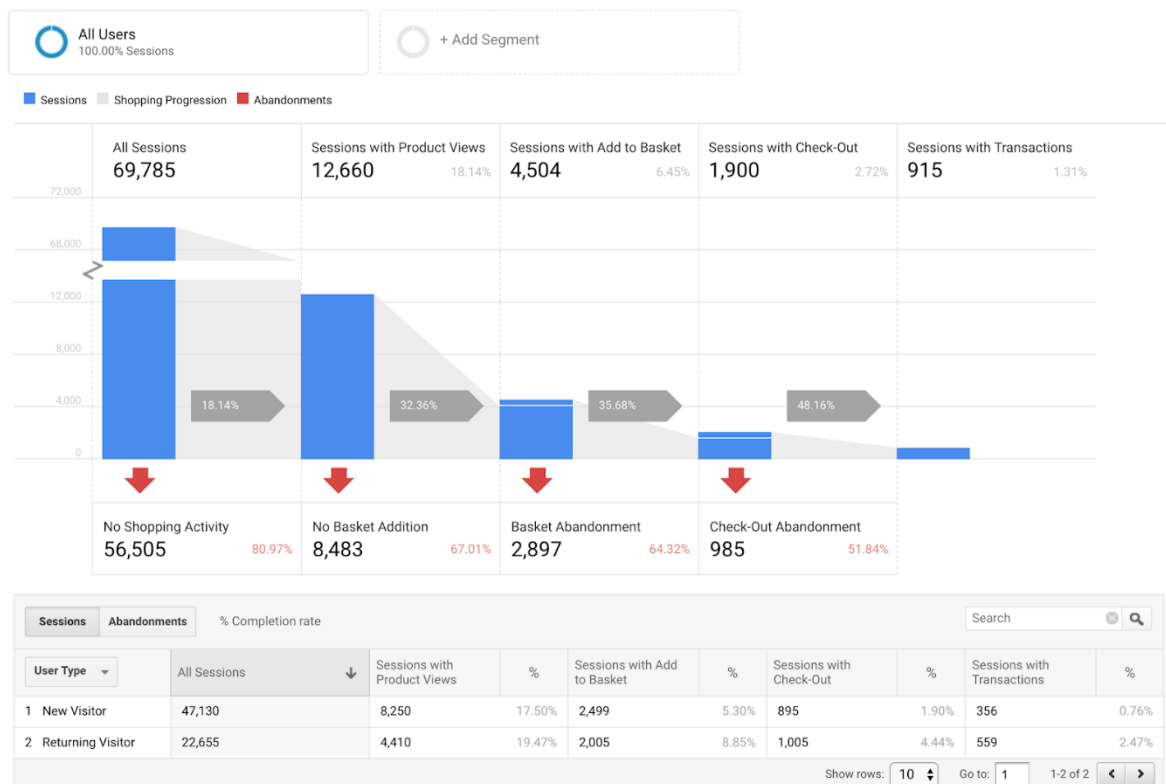 All Users
100.00% Sessions
+ Add Segment
Sessions Shopping Progression Abandonments
All Sessions
69,785
Sessions with Product Views
12,660 18.14%
Sessions with Add to Basket
4,504 6.45%
Sessions with Check-Out
1,900 2.72%
Sessions with Transactions
915 1.31%
72,000
68,000
12,000
8,000
4,000
0
18.14% 32.36% 35.68% 48.16%
No Shopping Activity
56,505 80.97%
No Basket Addition
8,483 67.01%
Basket Abandonment
2,897 64.32%
Check-Out Abandonment
985 51.84%
Sessions Abandonments % Completion rate Search
User Type All Sessions Sessions with Product Views % Sessions with Add to Basket % Sessions with Check-Out % Sessions with Transactions %
1 New Visitor 47,130 8,250 17.50% 2,499 5.30% 895 1.90% 356 0.76%
2 Returning Visitor 22,655 4,410 19.47% 2,005 8.85% 1,005 4.44% 559 2.47%
Show rows: 10 Go to: 1 1-2 of 2